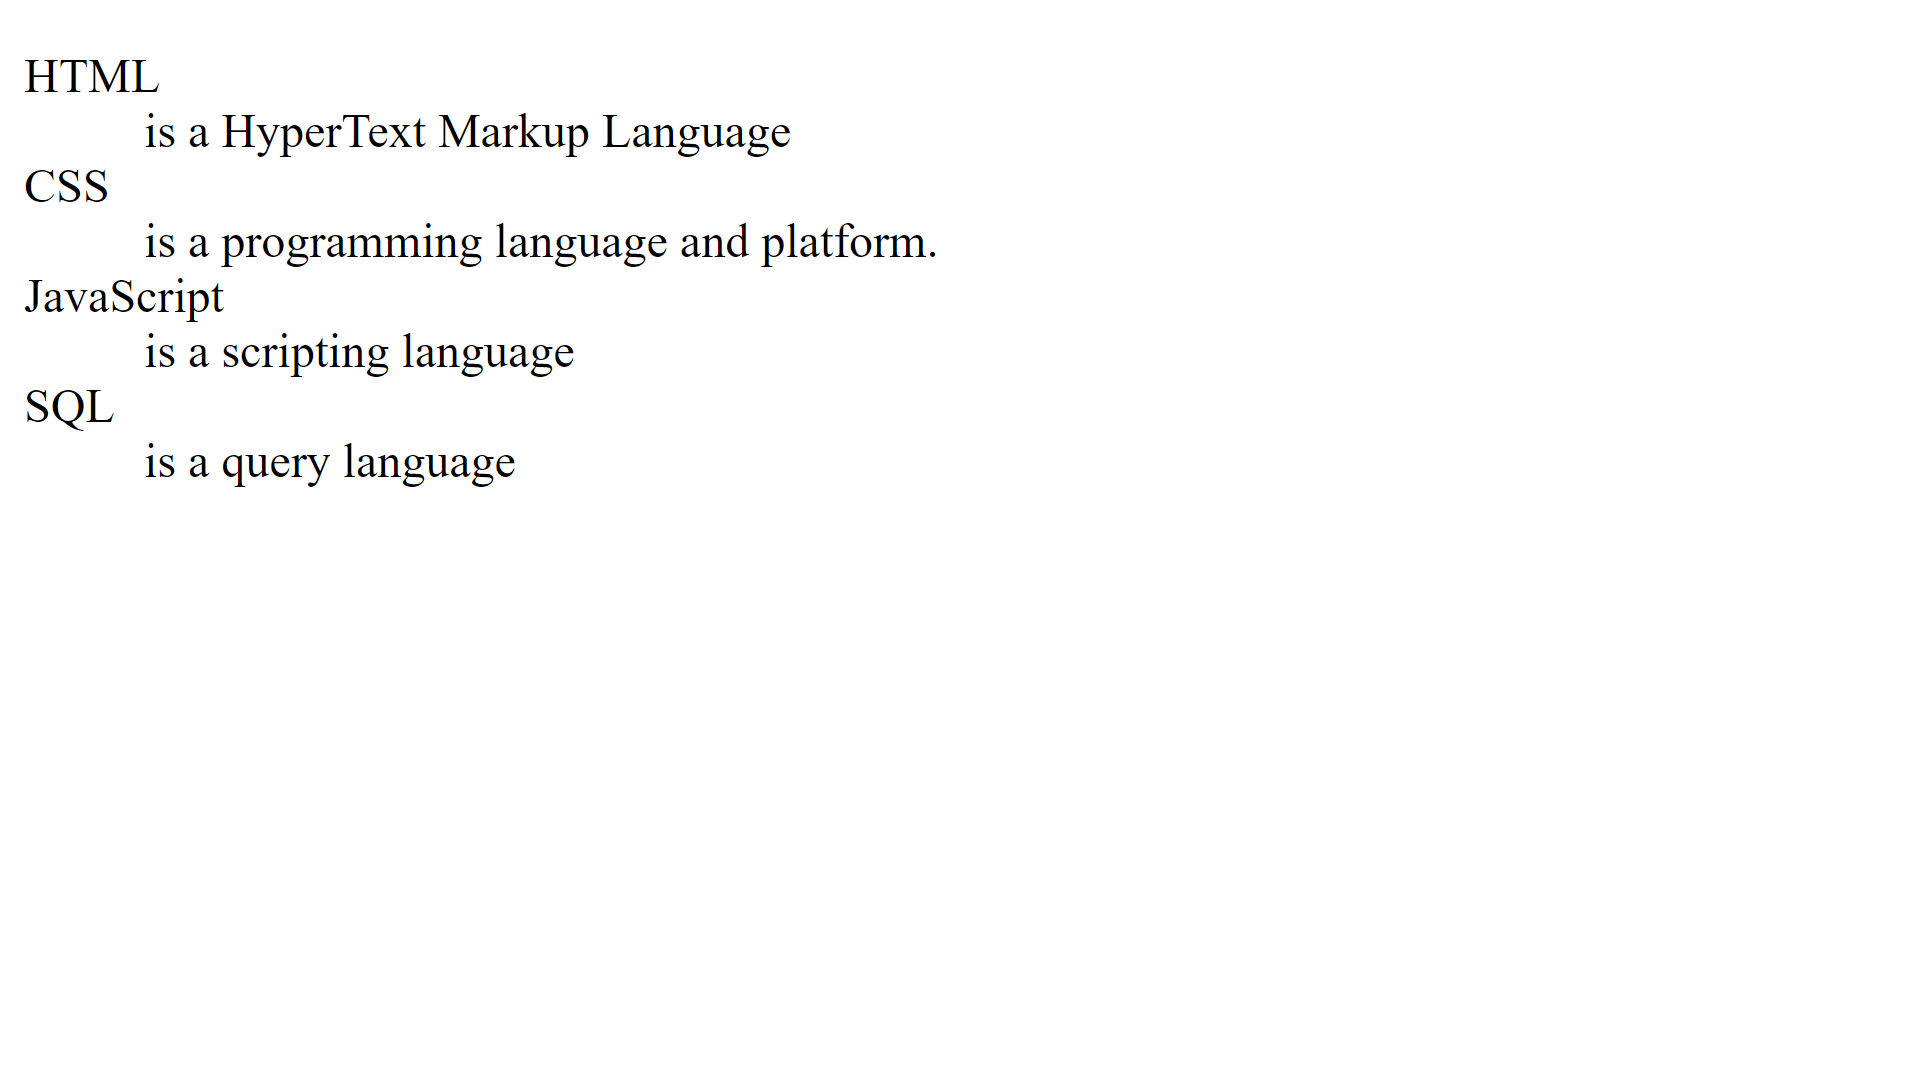 HTML
is a HyperText Markup Language
CSS
is a programming language and platform.
JavaScript
is a scripting language
SQL
is a query language